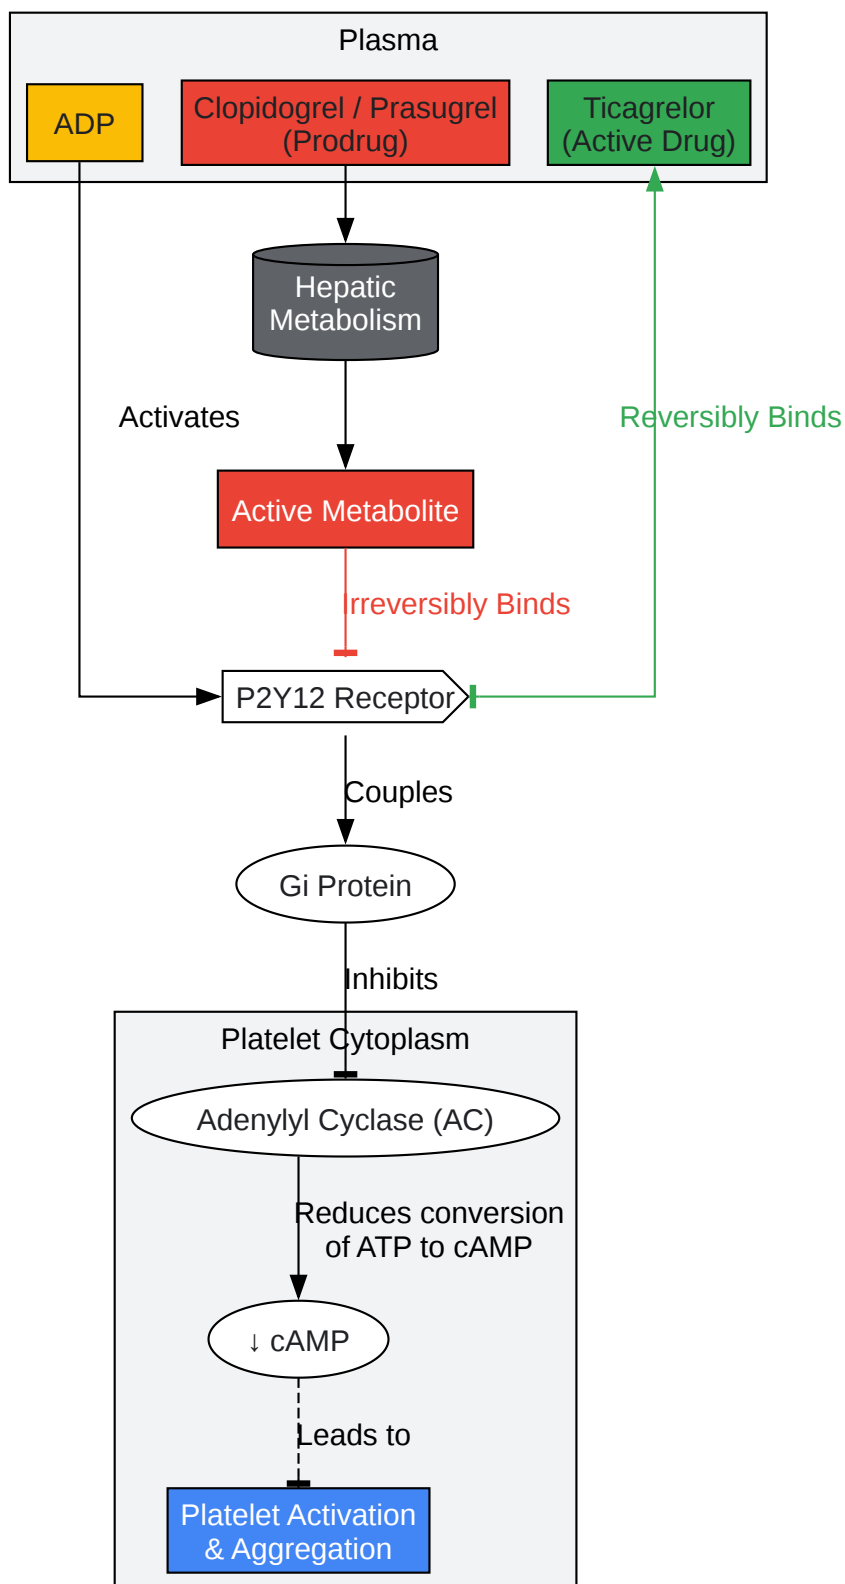 Plasma
ADP
Clopidogrel / Prasugrel
(Prodrug)
Ticagrelor
(Active Drug)
Hepatic
Metabolism
Activates
Reversibly Binds
Active Metabolite
Irreversibly Binds
P2Y12 Receptor
Couples
Gi Protein
Inhibits
Platelet Cytoplasm
Adenylyl Cyclase (AC)
Reduces conversion
of ATP to cAMP
↓ cAMP
Leads to
Platelet Activation
& Aggregation